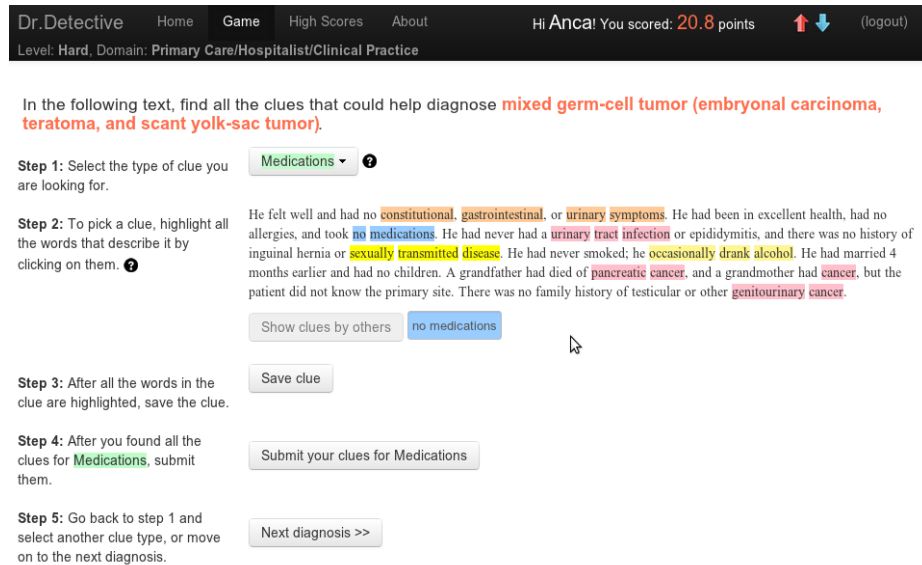 Dr.Detective Home Game High Scores About Hi Anca! You scored: 20.8 points (logout)
Level: Hard, Domain: Primary Care/Hospitalist/Clinical Practice
In the following text, find all the clues that could help diagnose mixed germ-cell tumor (embryonal carcinoma,
teratoma, and scant yolk-sac tumor).
Step 1: Select the type of clue you
are looking for.
Medications ?
Step 2: To pick a clue, highlight all
the words that describe it by
clicking on them. ?
He felt well and had no constitutional, gastrointestinal, or urinary symptoms. He had been in excellent health, had no
allergies, and took no medications. He had never had a urinary tract infection or epididymitis, and there was no history of
inguinal hernia or sexually transmitted disease. He had never smoked; he occasionally drank alcohol. He had married 4
months earlier and had no children. A grandfather had died of pancreatic cancer, and a grandmother had cancer, but the
patient did not know the primary site. There was no family history of testicular or other genitourinary cancer.
Show clues by others no medications
Step 3: After all the words in the
clue are highlighted, save the clue.
Save clue
Step 4: After you found all the
clues for Medications, submit
them.
Submit your clues for Medications
Step 5: Go back to step 1 and
select another clue type, or move
on to the next diagnosis.
Next diagnosis >>